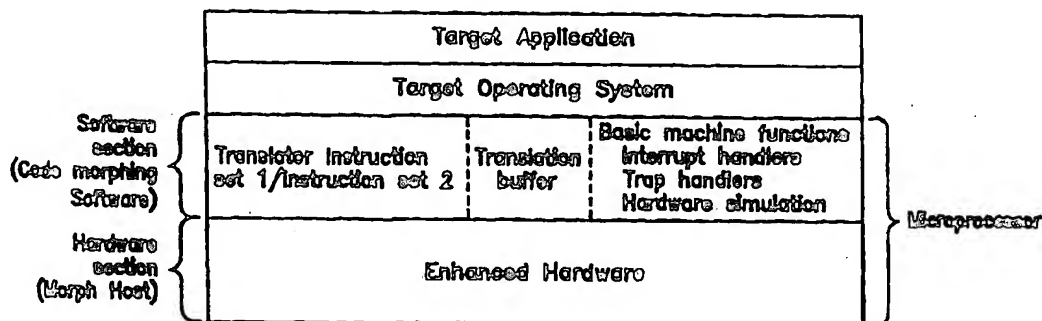 Target Application
Target Operating System
Software
section
(Code morphing
Software)
Translator Instruction
set 1/Instruction set 2
Translation
buffer
Basic machine functions
Interrupt handlers
Trap handlers
Hardware simulation
Microprocessor
Hardware
section
(Morph Host)
Enhanced Hardware